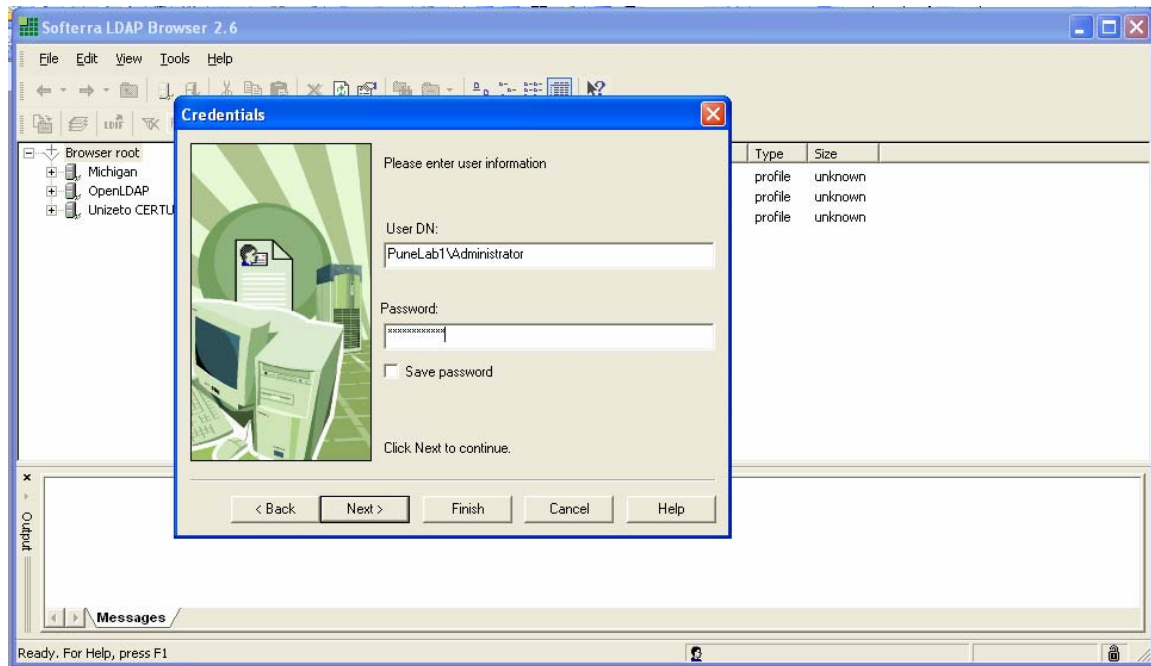 Softerra LDAP Browser 2.6
File Edit View Tools Help
LDIF
Credentials
Browser root
Michigan
OpenLDAP
Unizeto CERTU
Type Size
profile unknown
profile unknown
profile unknown
Please enter user information
User DN:
PuneLab1\Administrator
Password:
************
Save password
Click Next to continue.
< Back Next > Finish Cancel Help
Output
Messages
Ready. For Help, press F1